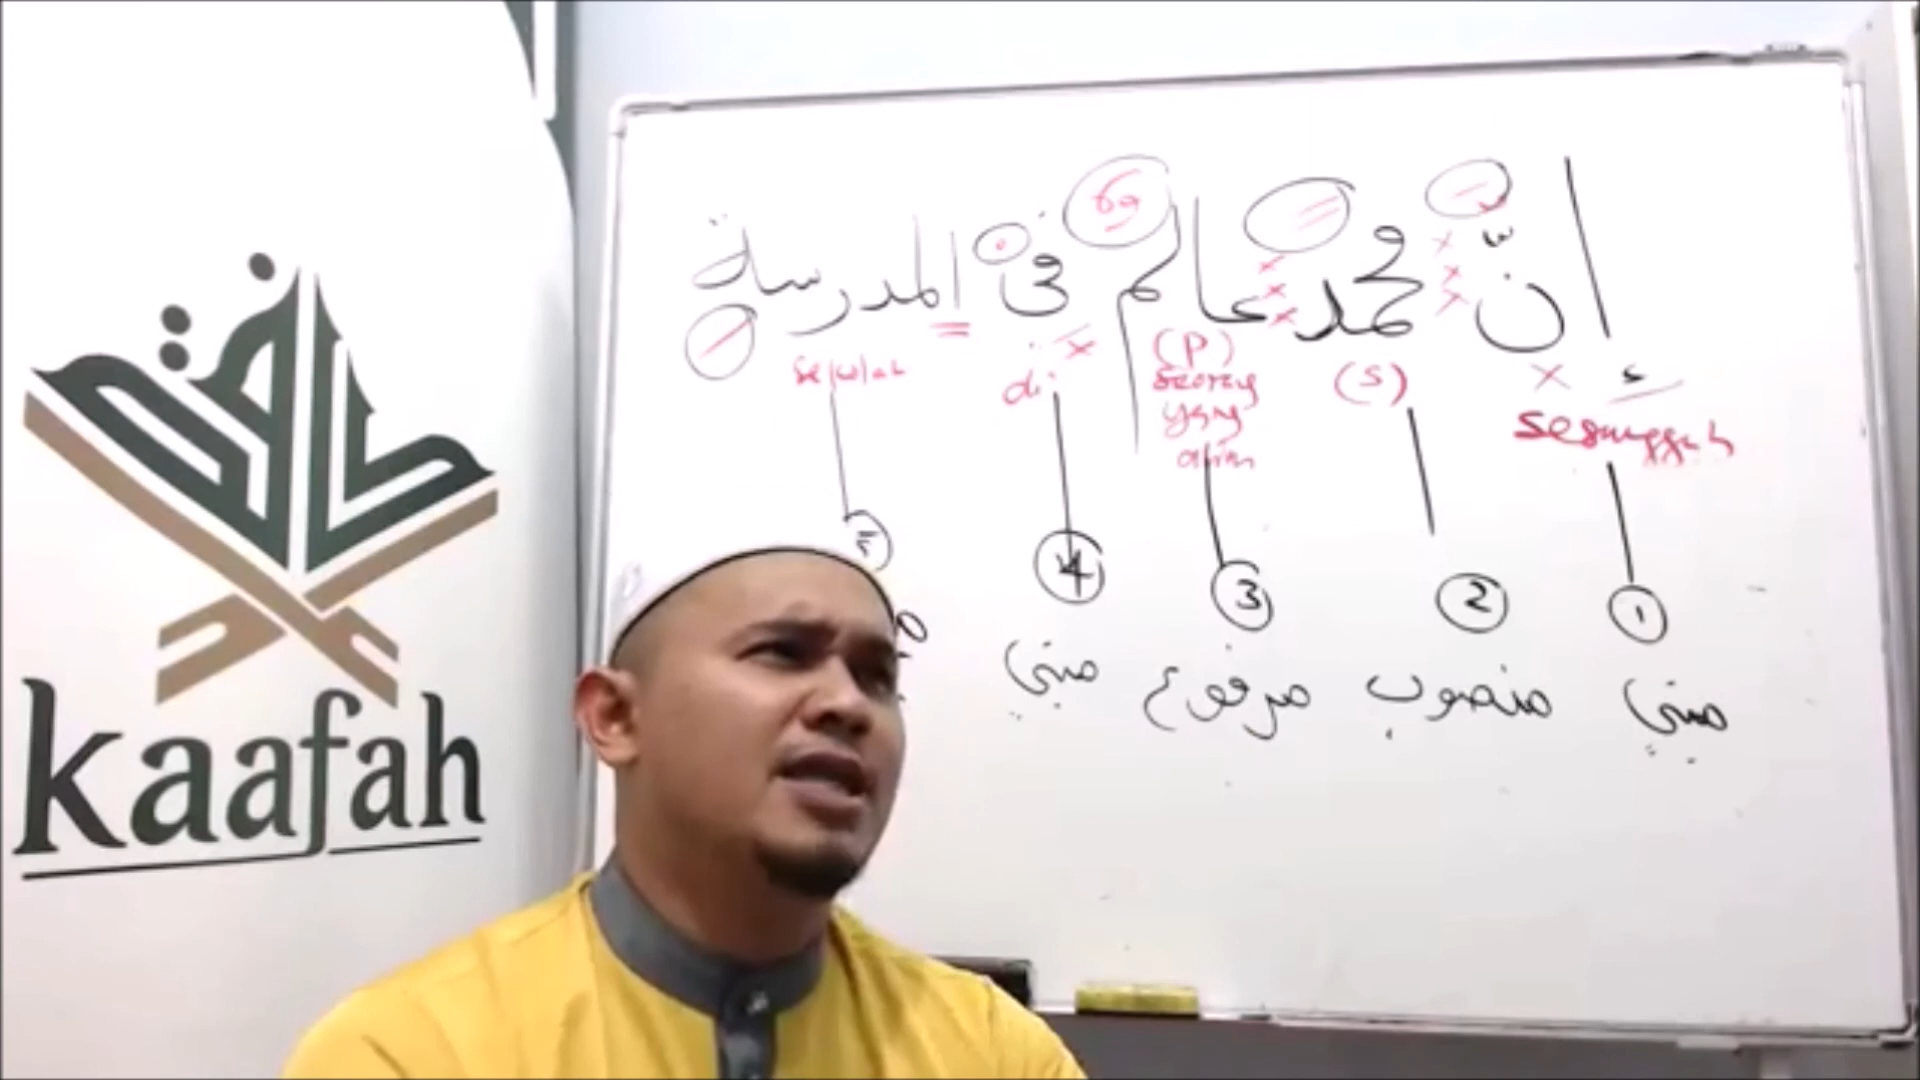 إنّ محمد عالم في المدرسة
sesungguh (S) (P) di sekolah
seorang
yang
alim
1 2 3 4
مبني منصوب مرفوع مبني
kaafah